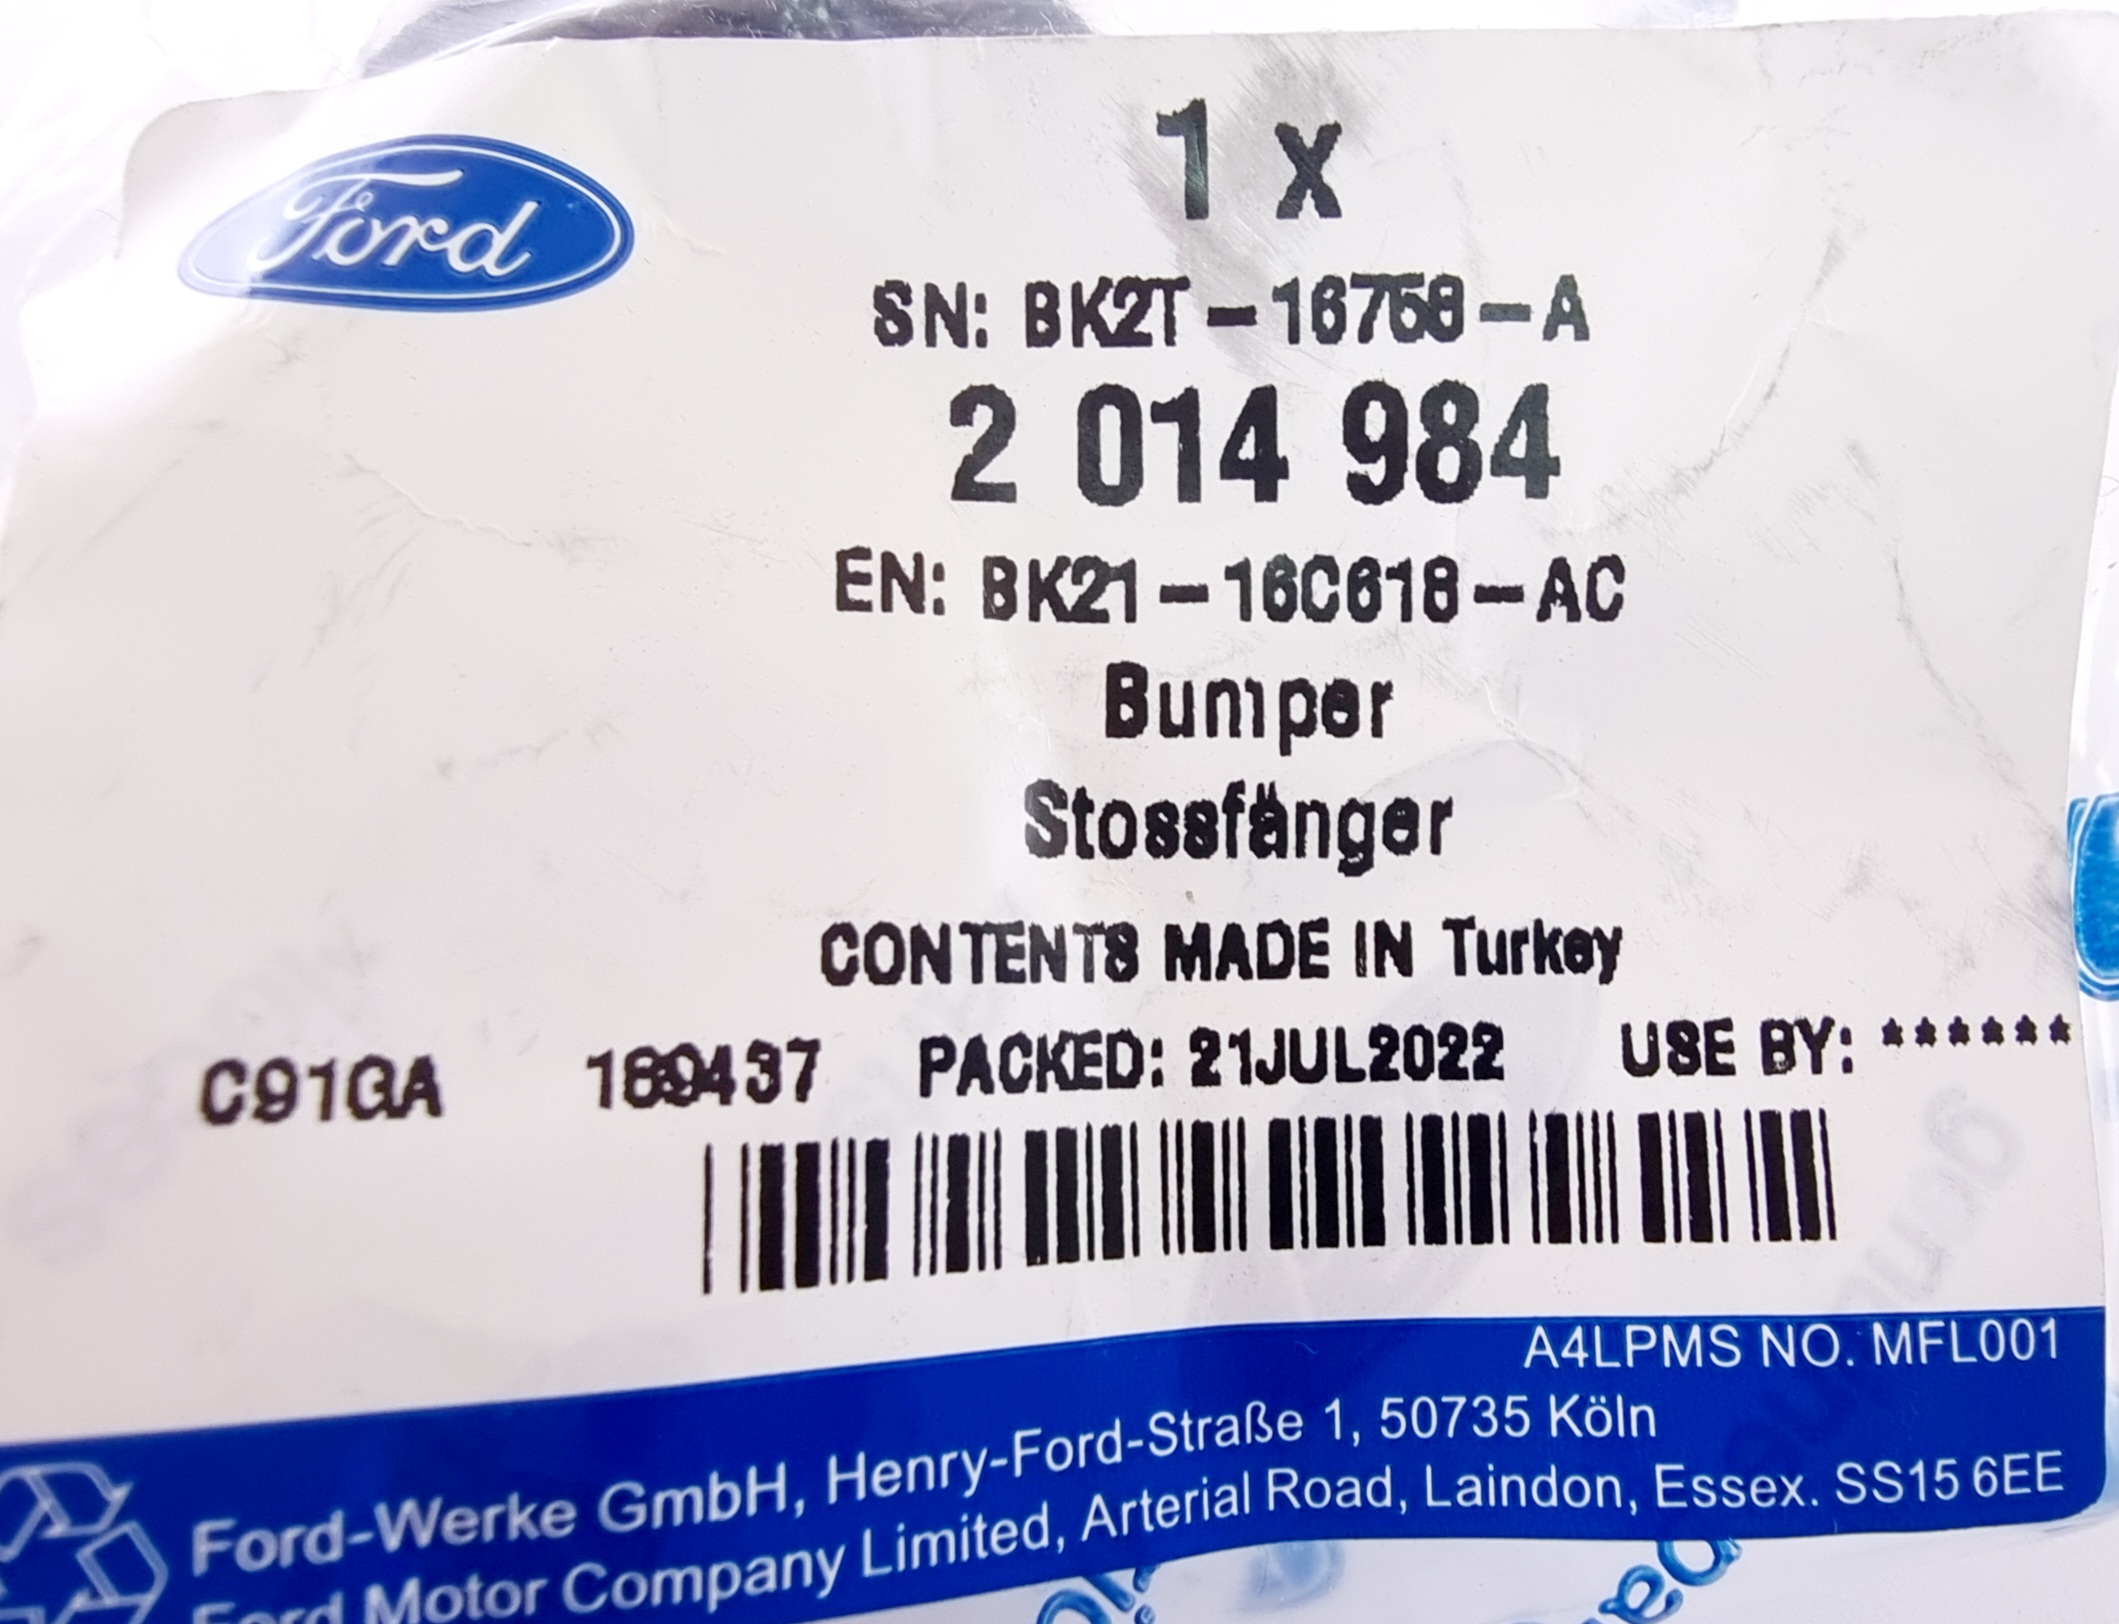 Ford
1 x
SN: BK2T-16758-A
2 014 984
EN: BK21-16C618-AC
Bumper
Stossfänger
CONTENTS MADE IN Turkey
C91GA 189437 PACKED: 21JUL2022 USE BY: ******
A4LPMS NO. MFL001
Ford-Werke GmbH, Henry-Ford-Straße 1, 50735 Köln
Ford Motor Company Limited, Arterial Road, Laindon, Essex. SS15 6EE